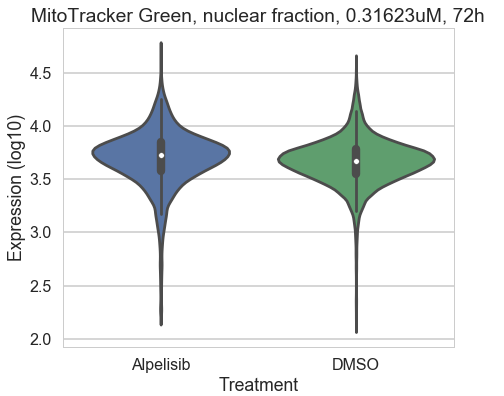 MitoTracker Green, nuclear fraction, 0.31623uM, 72h
Expression (log10)
4.5
4.0
3.5
3.0
2.5
2.0
Alpelisib DMSO
Treatment